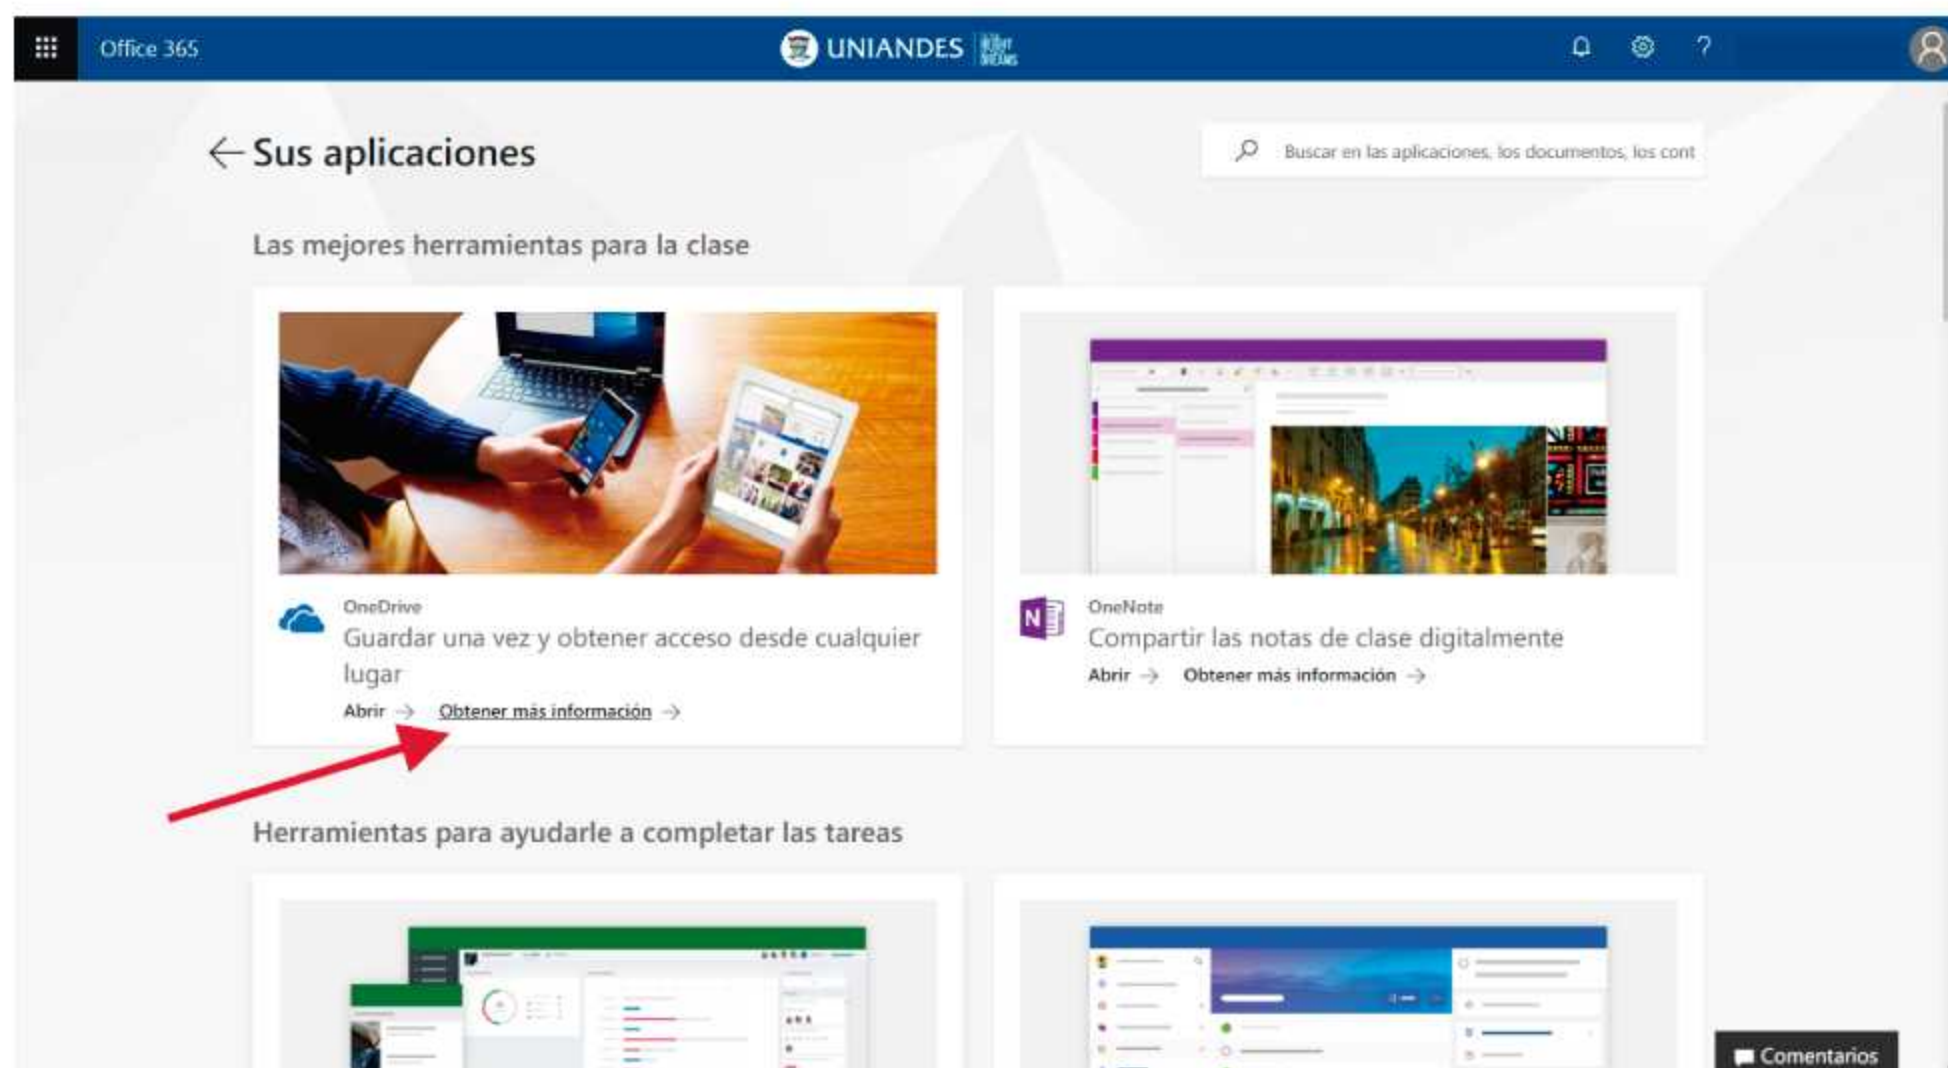 Office 365
UNIANDES
?
Sus aplicaciones
Buscar en las aplicaciones, los documentos, los cont
Las mejores herramientas para la clase
OneDrive
Guardar una vez y obtener acceso desde cualquier
lugar
Abrir → Obtener más información →
N
OneNote
Compartir las notas de clase digitalmente
Abrir → Obtener más información →
Herramientas para ayudarle a completar las tareas
Comentarios